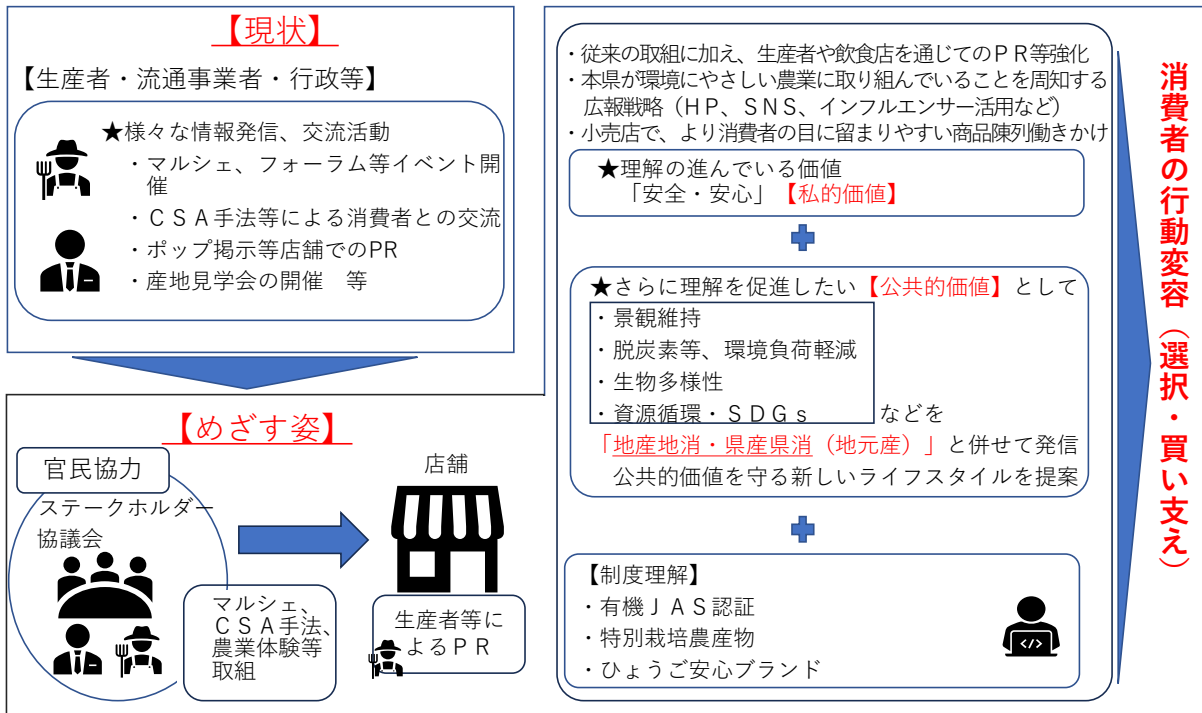 【現状】
【生産者・流通事業者・行政等】
★様々な情報発信、交流活動
・マルシェ、フォーラム等イベント開
催
・ＣＳＡ手法等による消費者との交流
・ポップ掲示等店舗でのPR
・産地見学会の開催　等
【めざす姿】
官民協力
ステークホルダー
協議会
マルシェ、
ＣＳＡ手法、
農業体験等
取組
店舗
生産者等に
よるＰＲ
・従来の取組に加え、生産者や飲食店を通じてのＰＲ等強化
・本県が環境にやさしい農業に取り組んでいることを周知する
広報戦略（ＨＰ、ＳＮＳ、インフルエンサー活用など）
・小売店で、より消費者の目に留まりやすい商品陳列働きかけ
★理解の進んでいる価値
「安全・安心」【私的価値】
★さらに理解を促進したい【公共的価値】として
・景観維持
・脱炭素等、環境負荷軽減
・生物多様性
・資源循環・ＳＤＧｓ　　　などを
「地産地消・県産県消（地元産）」と併せて発信
公共的価値を守る新しいライフスタイルを提案
【制度理解】
・有機ＪＡＳ認証
・特別栽培農産物
・ひょうご安心ブランド
</>
消費者の行動変容（選択・買い支え）